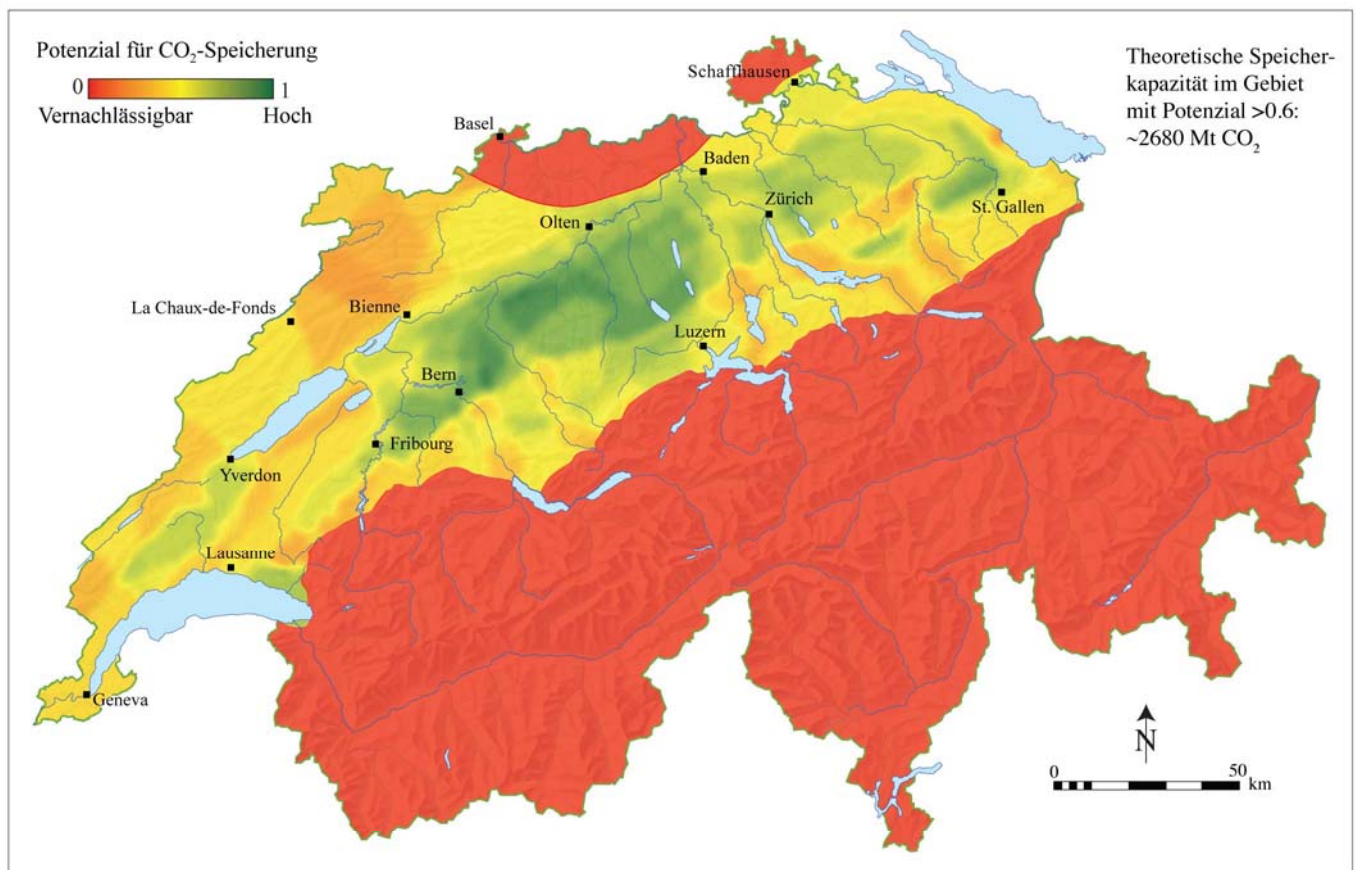 Potenzial für CO₂-Speicherung
0 1
Vernachlässigbar Hoch
Theoretische Speicher-
kapazität im Gebiet
mit Potenzial >0.6:
~2680 Mt CO₂
Schaffhausen
Basel
Baden
Zürich
St. Gallen
Olten
La Chaux-de-Fonds
Bienne
Luzern
Bern
Fribourg
Yverdon
Lausanne
Geneva
N
0 50
km